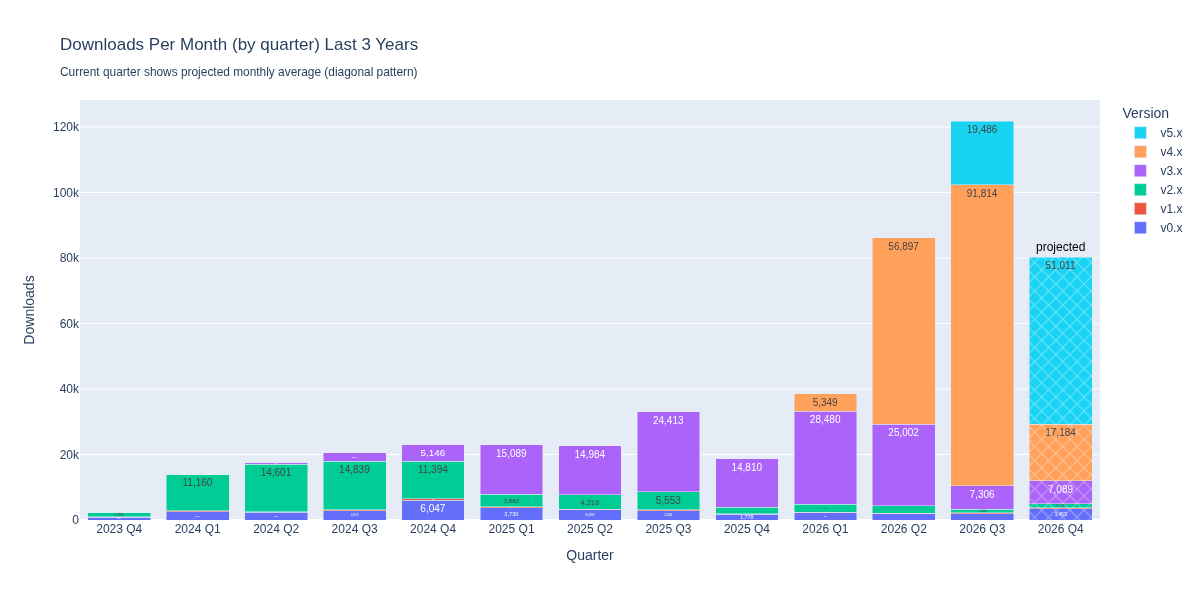 Downloads Per Month (by quarter) Last 3 Years
Current quarter shows projected monthly average (diagonal pattern)
Version
v5.x
v4.x
v3.x
v2.x
v1.x
v0.x
Downloads
120k
100k
80k
60k
40k
20k
0
11,160
14,601
14,839
5,146
11,394
6,047
15,089
3,730
14,984
4,318
24,413
5,553
14,810
5,349
28,480
56,897
25,002
19,486
91,814
7,306
projected
51,011
17,184
7,089
2023 Q4
2024 Q1
2024 Q2
2024 Q3
2024 Q4
2025 Q1
2025 Q2
2025 Q3
2025 Q4
2026 Q1
2026 Q2
2026 Q3
2026 Q4
Quarter